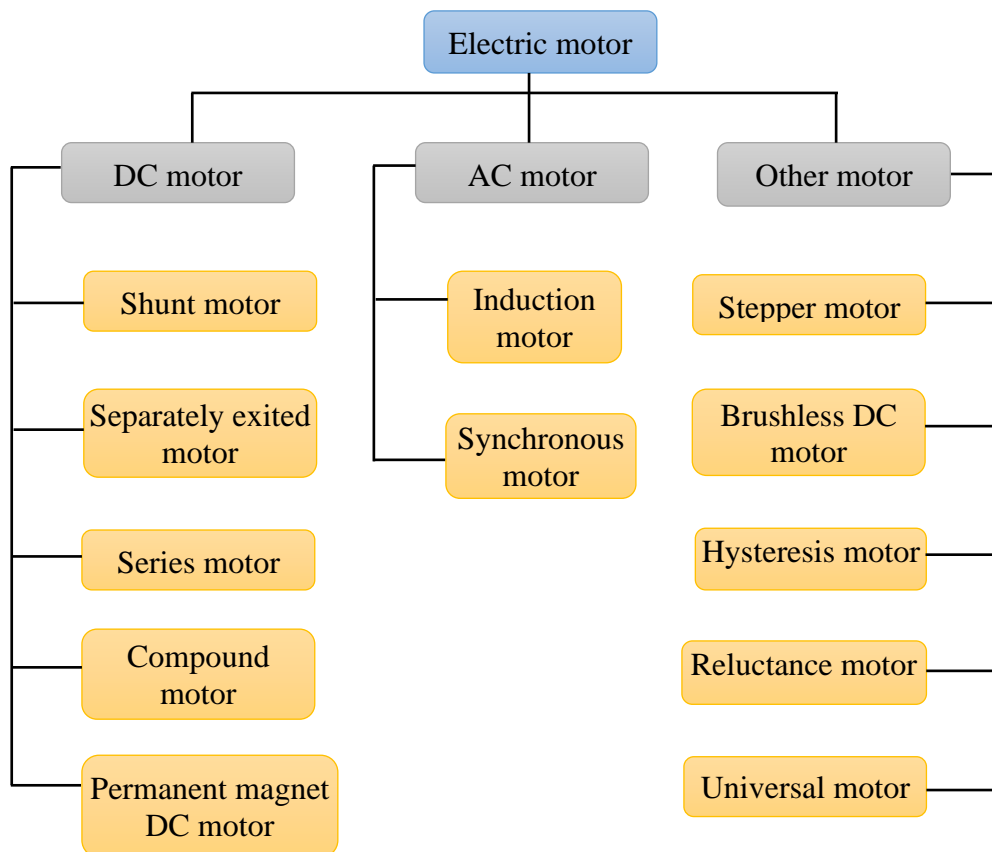 Electric motor
DC motor
AC motor
Other motor
Shunt motor
Separately exited
motor
Series motor
Compound
motor
Permanent magnet
DC motor
Induction
motor
Synchronous
motor
Stepper motor
Brushless DC
motor
Hysteresis motor
Reluctance motor
Universal motor